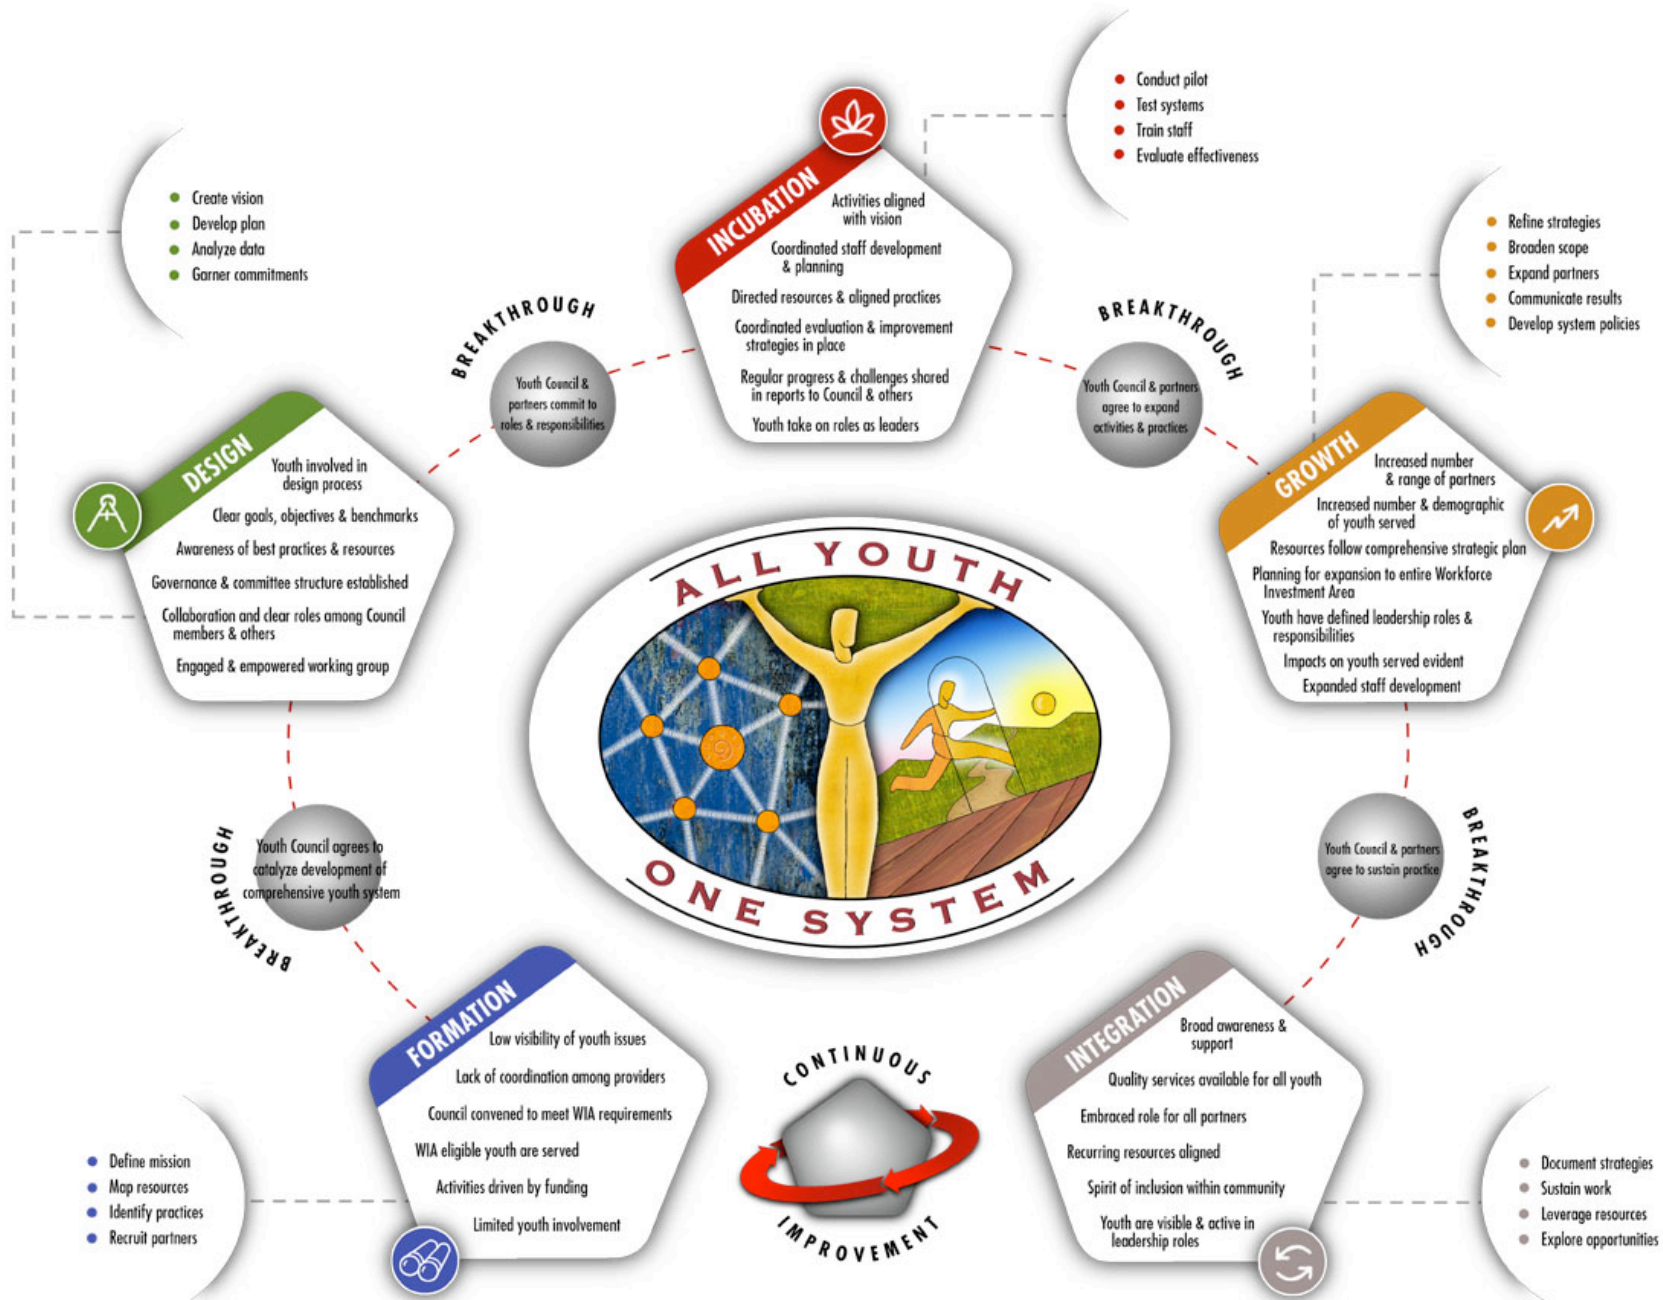 Conduct pilot
Test systems
Train staff
Evaluate effectiveness
Create vision
Develop plan
Analyze data
Garner commitments
Refine strategies
Broaden scope
Expand partners
Communicate results
Develop system policies
INCUBATION
Activities aligned
with vision
Coordinated staff development
& planning
Directed resources & aligned practices
Coordinated evaluation & improvement
strategies in place
Regular progress & challenges shared
in reports to Council & others
Youth take on roles as leaders
BREAKTHROUGH
Youth Council &
partners commit to
roles & responsibilities
BREAKTHROUGH
Youth Council & partners
agree to expand
activities & practices
DESIGN
Youth involved in
design process
Clear goals, objectives & benchmarks
Awareness of best practices & resources
Governance & committee structure established
Collaboration and clear roles among Council
members & others
Engaged & empowered working group
GROWTH
Increased number
& range of partners
Increased number & demographic
of youth served
Resources follow comprehensive strategic plan
Planning for expansion to entire Workforce
Investment Area
Youth have defined leadership roles &
responsibilities
Impacts on youth served evident
Expanded staff development
ALL YOUTH
ONE SYSTEM
BREAKTHROUGH
Youth Council agrees to
catalyze development of
comprehensive youth system
BREAKTHROUGH
Youth Council & partners
agree to sustain practice
FORMATION
Low visibility of youth issues
Lack of coordination among providers
Council convened to meet WIA requirements
WIA eligible youth are served
Activities driven by funding
Limited youth involvement
Define mission
Map resources
Identify practices
Recruit partners
CONTINUOUS
IMPROVEMENT
INTEGRATION
Broad awareness &
support
Quality services available for all youth
Embraced role for all partners
Recurring resources aligned
Spirit of inclusion within community
Youth are visible & active in
leadership roles
Document strategies
Sustain work
Leverage resources
Explore opportunities